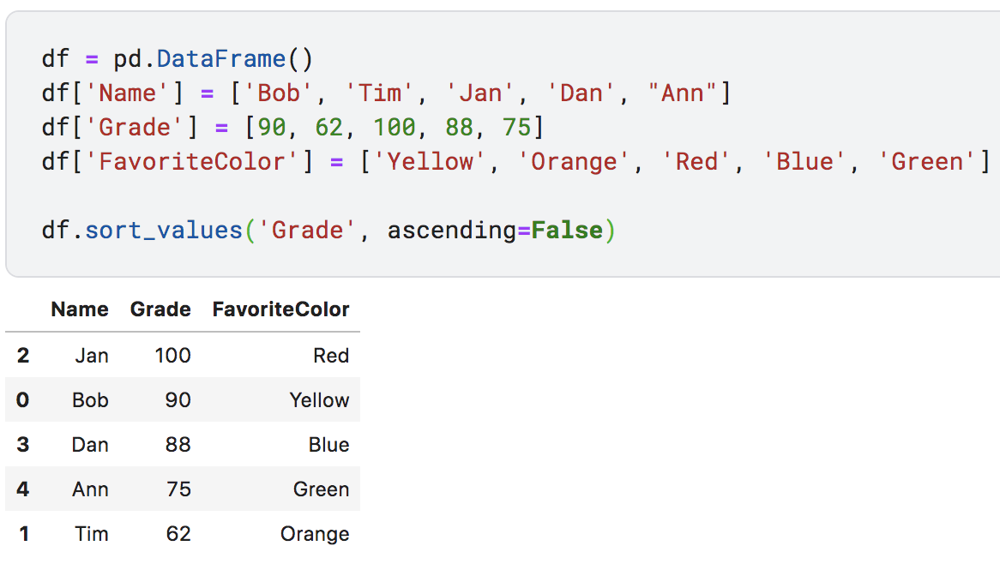 df = pd.DataFrame()
df['Name'] = ['Bob', 'Tim', 'Jan', 'Dan', "Ann"]
df['Grade'] = [90, 62, 100, 88, 75]
df['FavoriteColor'] = ['Yellow', 'Orange', 'Red', 'Blue', 'Green']
df.sort_values('Grade', ascending=False)
Name Grade FavoriteColor
2 Jan 100 Red
0 Bob 90 Yellow
3 Dan 88 Blue
4 Ann 75 Green
1 Tim 62 Orange